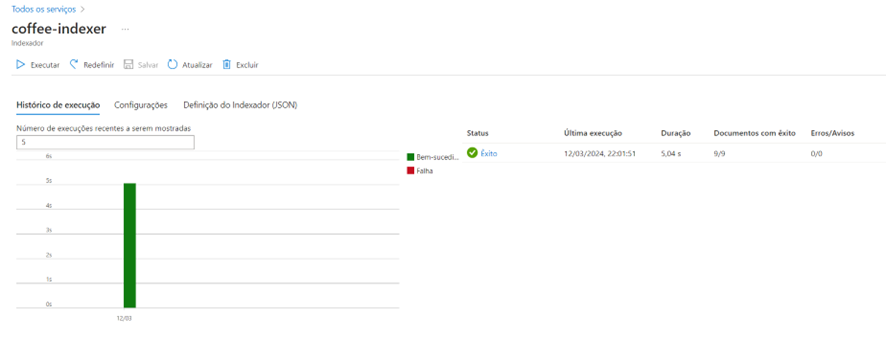 Todos os serviços >
coffee-indexer ...
Indexador
Executar Redefinir Salvar Atualizar Excluir
Histórico de execução Configurações Definição do Indexador (JSON)
Número de execuções recentes a serem mostradas
5
Status Última execução Duração Documentos com êxito Erros/Avisos
Êxito 12/03/2024, 22:01:51 5,04 s 9/9 0/0
Bem-sucedi...
Falha
6s
5s
4s
3s
2s
1s
0s
12/03